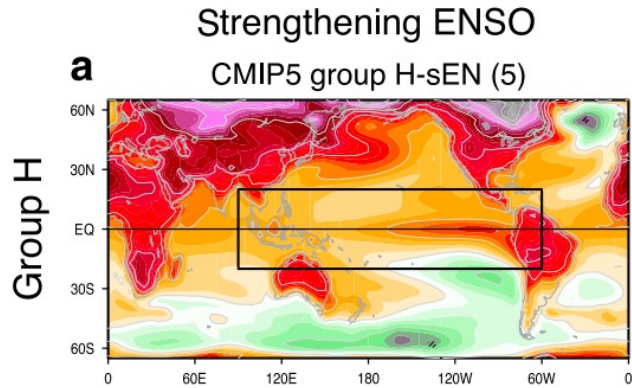 Strengthening ENSO
a
CMIP5 group H-sEN (5)
Group H
60N
30N
EQ
30S
60S
0 60E 120E 180 120W 60W 0